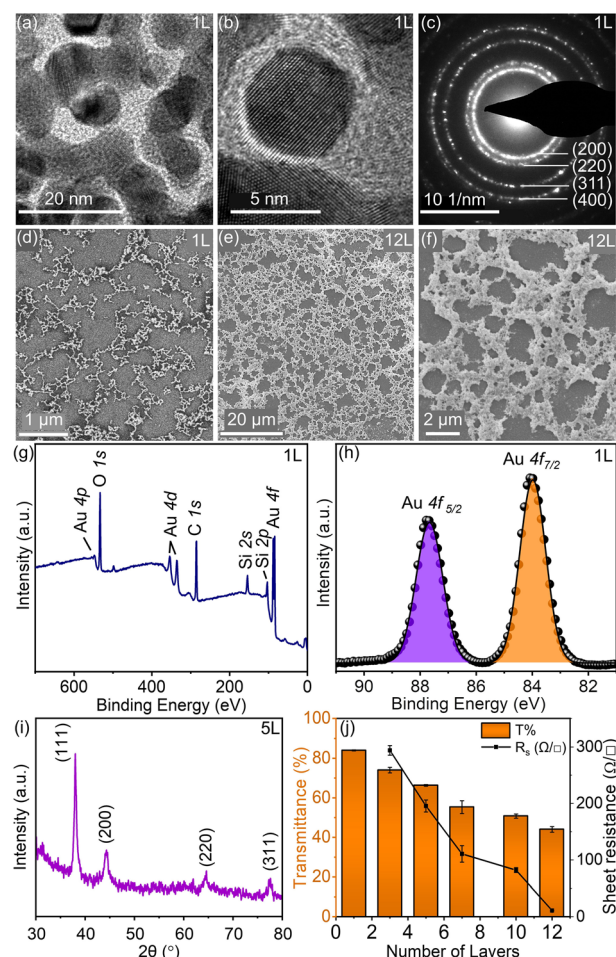 (a) 1L
20 nm
(b) 1L
5 nm
(c) 1L
(200)
(220)
(311)
(400)
10 1/nm
(d) 1L
1 µm
(e) 12L
20 µm
(f) 12L
2 µm
(g) 1L
Au 4p
O 1s
Au 4d
C 1s
Si 2s
Si 2p
Au 4f
Intensity (a.u.)
600 400 200 0
Binding Energy (eV)
(h) 1L
Au 4f5/2
Au 4f7/2
Intensity (a.u.)
90 88 86 84 82
Binding Energy (eV)
(i) 5L
(111)
(200)
(220)
(311)
Intensity (a.u.)
30 40 50 60 70 80
2θ (°)
(j)
T%
Rs (Ω/□)
100
80
60
40
20
0
Transmittance (%)
300
200
100
0
Sheet resistance (Ω/□)
0 2 4 6 8 10 12
Number of Layers